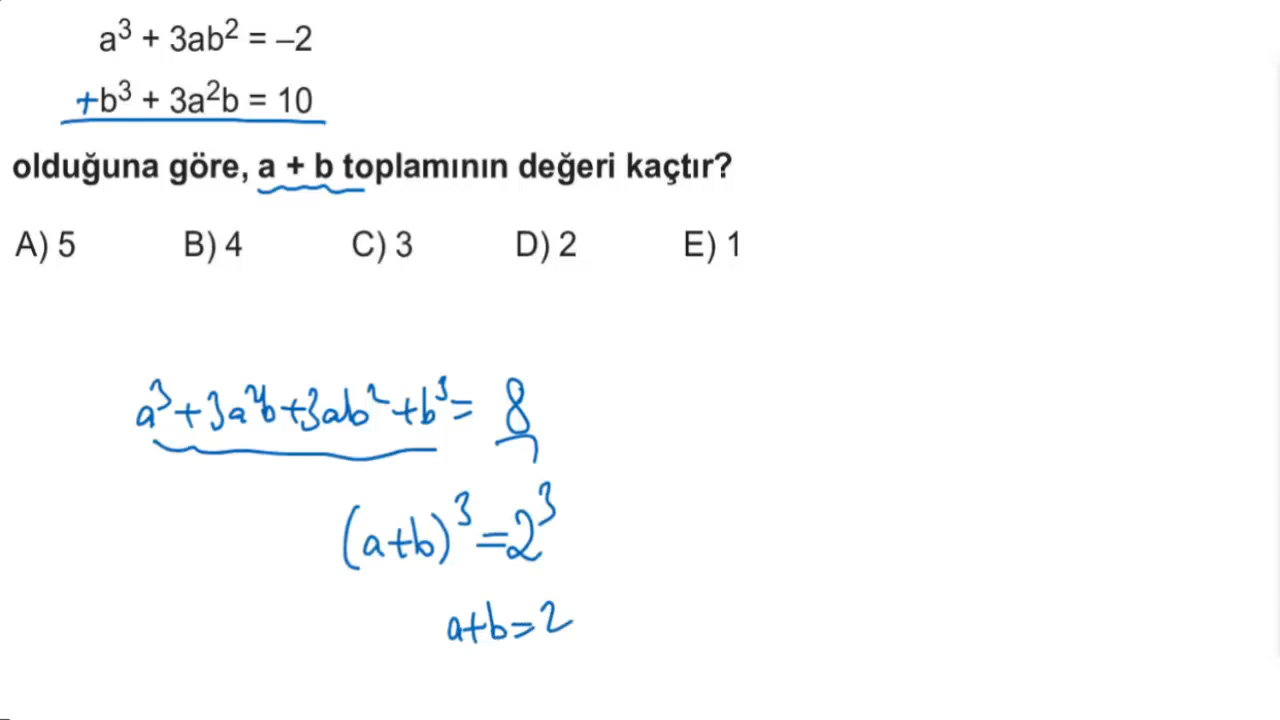 a³ + 3ab² = –2
+b³ + 3a²b = 10
olduğuna göre, a + b toplamının değeri kaçtır?
A) 5 B) 4 C) 3 D) 2 E) 1
a³+3a²b+3ab²+b³= 8
(a+b)³=2³
a+b=2